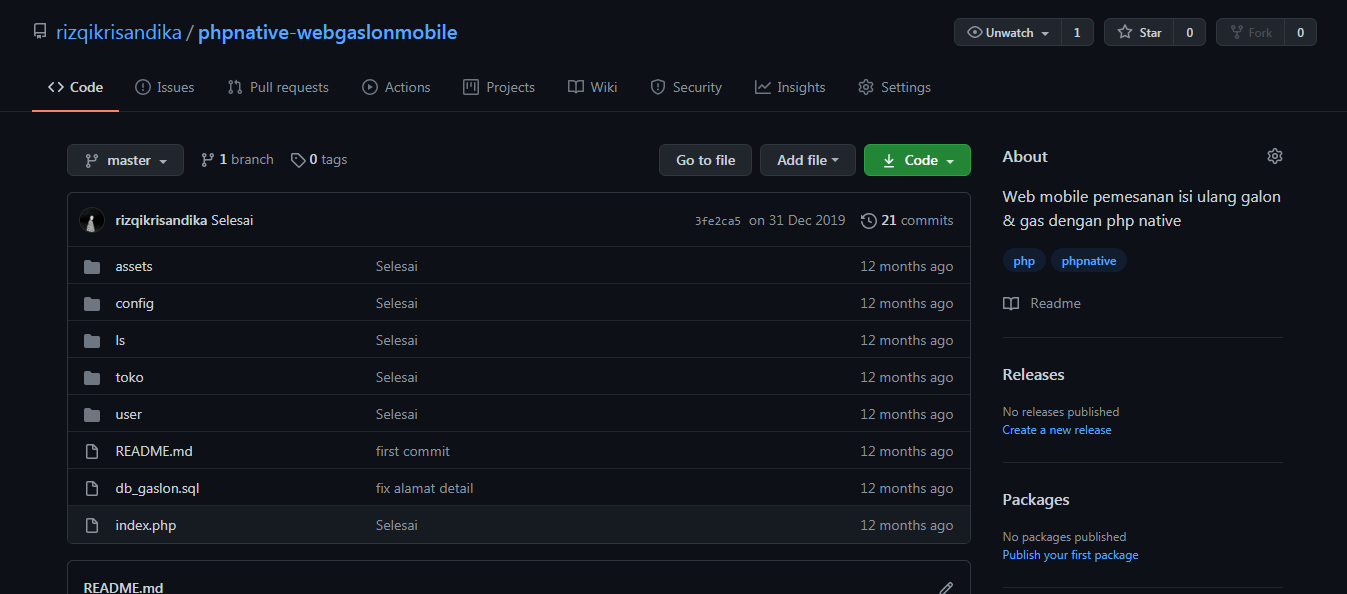 rizqikrisandika / phpnative-webgaslonmobile
Unwatch 1 Star 0 Fork 0
Code Issues Pull requests Actions Projects Wiki Security Insights Settings
master 1 branch 0 tags Go to file Add file Code
rizqikrisandika Selesai 3fe2ca5 on 31 Dec 2019 21 commits
assets Selesai 12 months ago
config Selesai 12 months ago
ls Selesai 12 months ago
toko Selesai 12 months ago
user Selesai 12 months ago
README.md first commit 12 months ago
db_gaslon.sql fix alamat detail 12 months ago
index.php Selesai 12 months ago
README.md
About
Web mobile pemesanan isi ulang galon
& gas dengan php native
php phpnative
Readme
Releases
No releases published
Create a new release
Packages
No packages published
Publish your first package